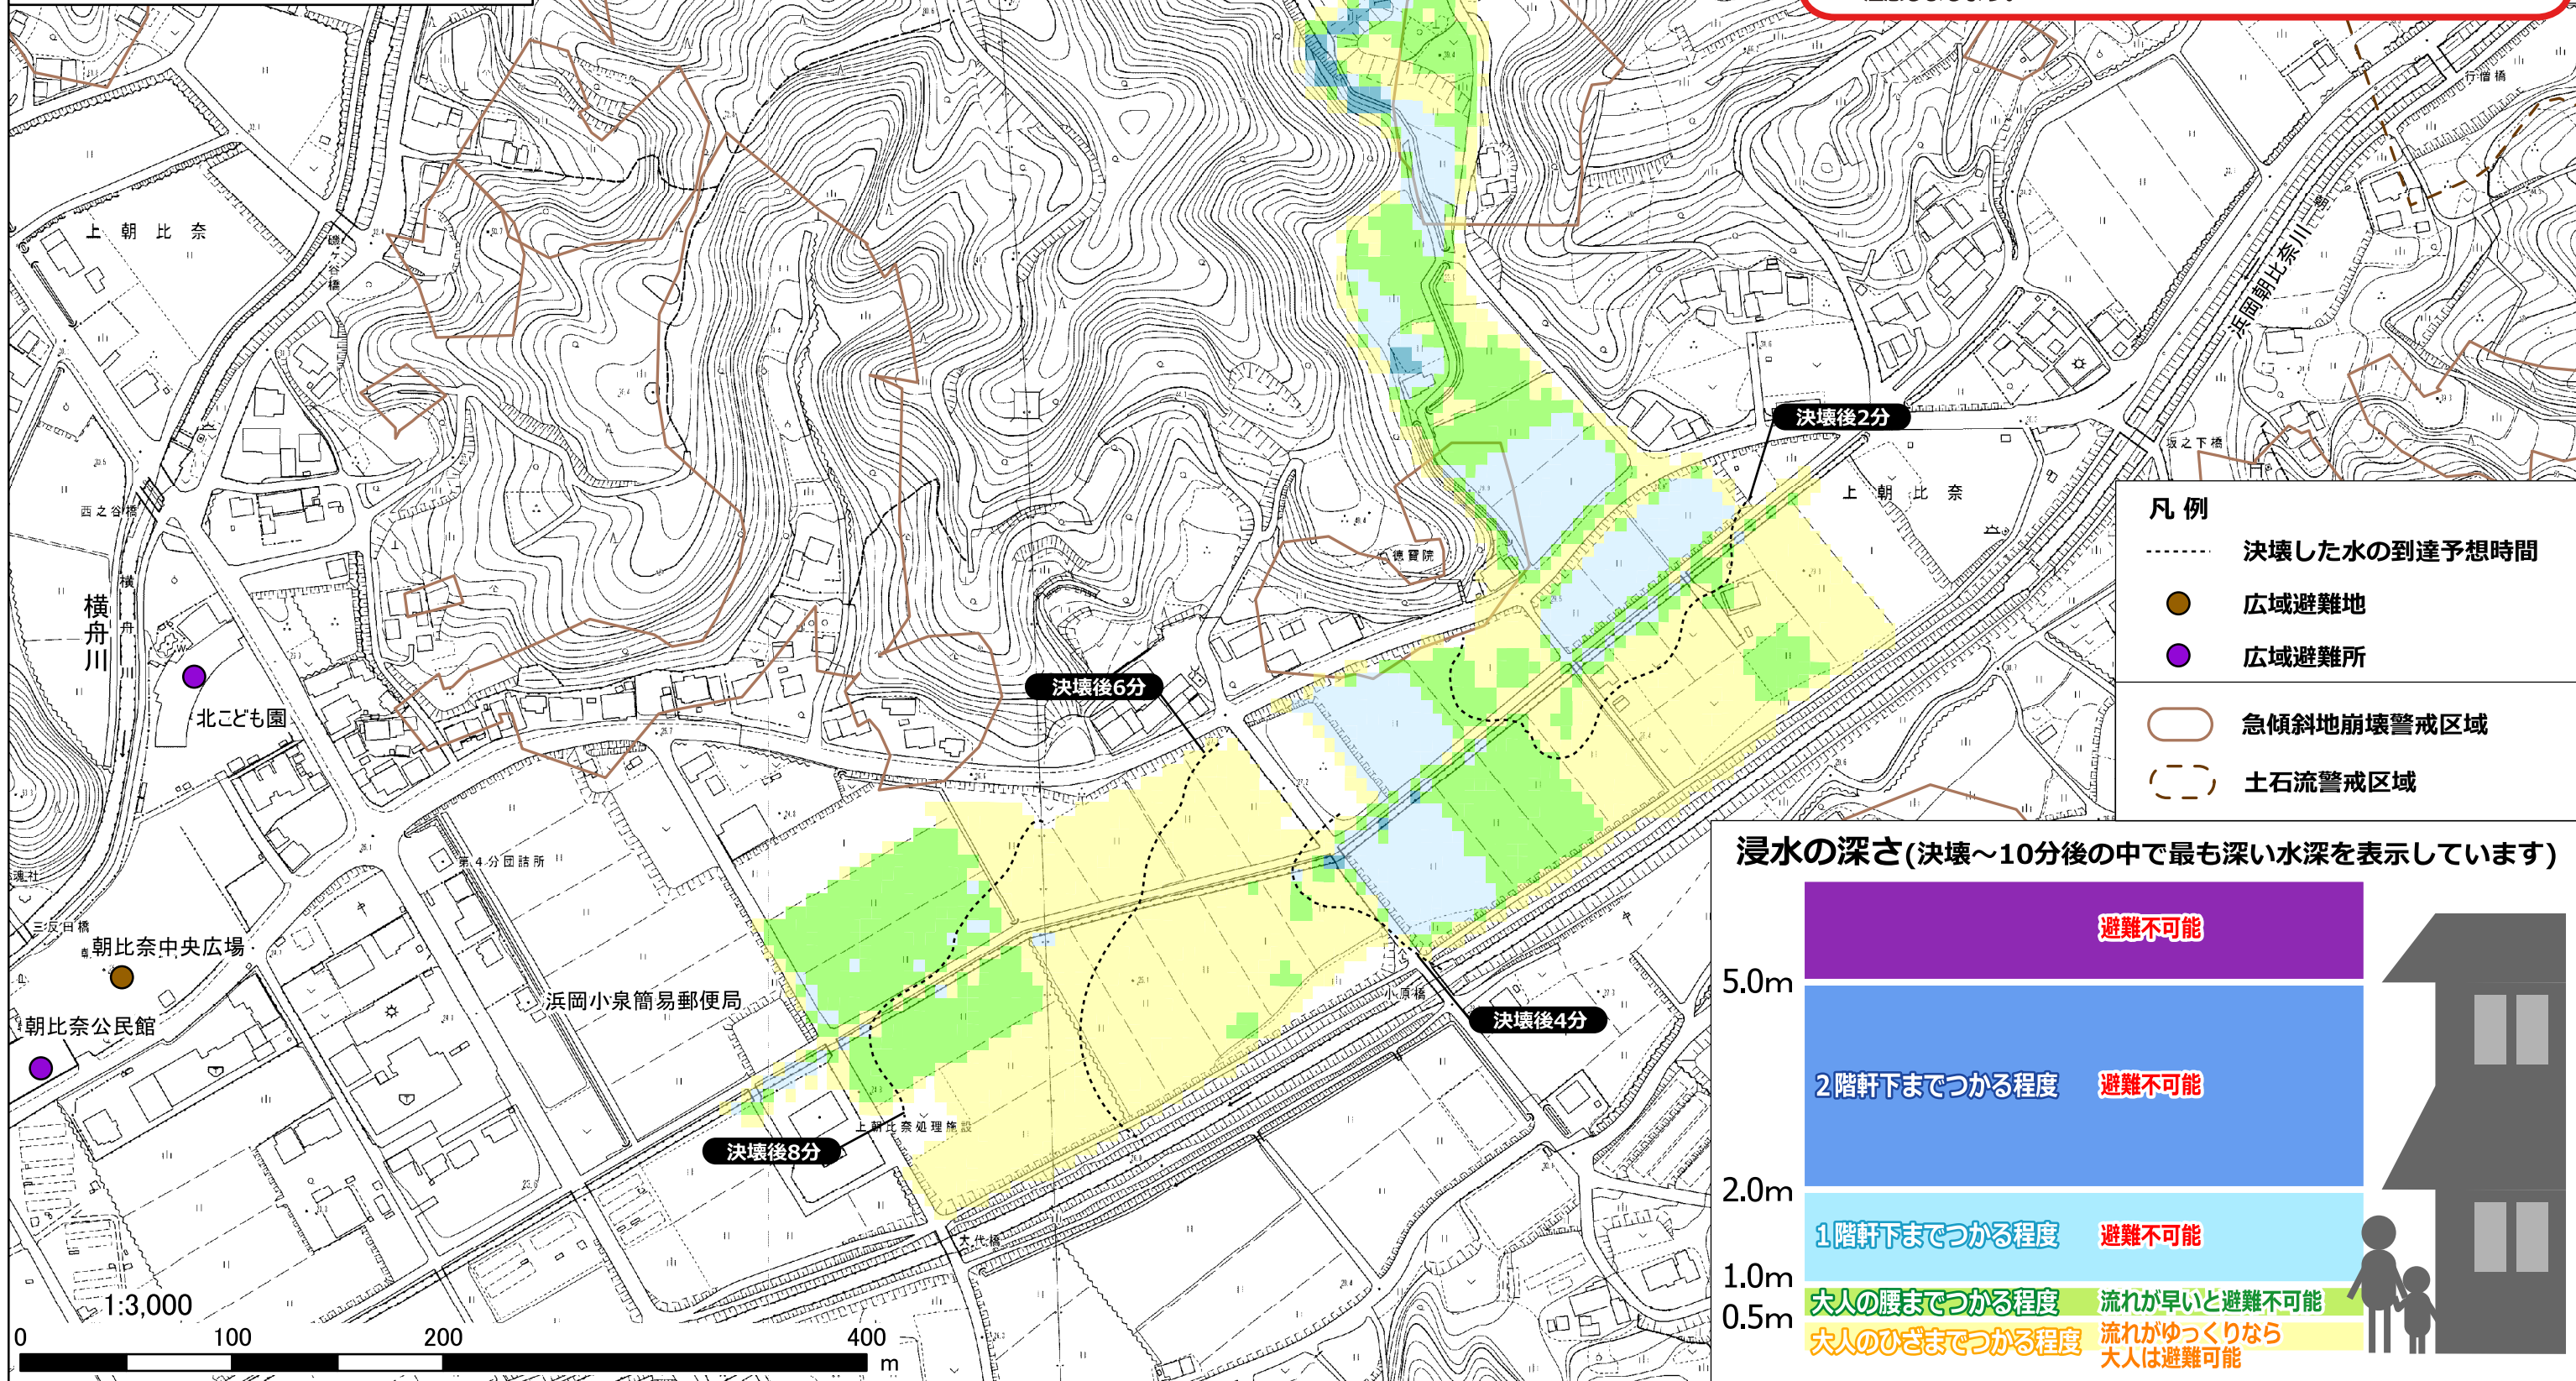 上朝比奈
磯ヶ谷橋
行僧橋
浜岡朝比奈川
決壊後2分
坂之下橋
上朝比奈
西之谷橋
徳賞院
横舟川
横舟川
決壊後6分
北こども園
第4分団詰所
三反田橋
朝比奈中央広場
浜岡小泉簡易郵便局
朝比奈公民館
小原橋
決壊後4分
上朝比奈処理施設
決壊後8分
大代橋
1:3,000
0 100 200 400
m
凡例
決壊した水の到達予想時間
広域避難地
広域避難所
急傾斜地崩壊警戒区域
土石流警戒区域
浸水の深さ(決壊～10分後の中で最も深い水深を表示しています)
避難不可能
5.0m
2階軒下までつかる程度 避難不可能
2.0m
1階軒下までつかる程度 避難不可能
1.0m
大人の腰までつかる程度 流れが早いと避難不可能
0.5m
大人のひざまでつかる程度 流れがゆっくりなら
大人は避難可能